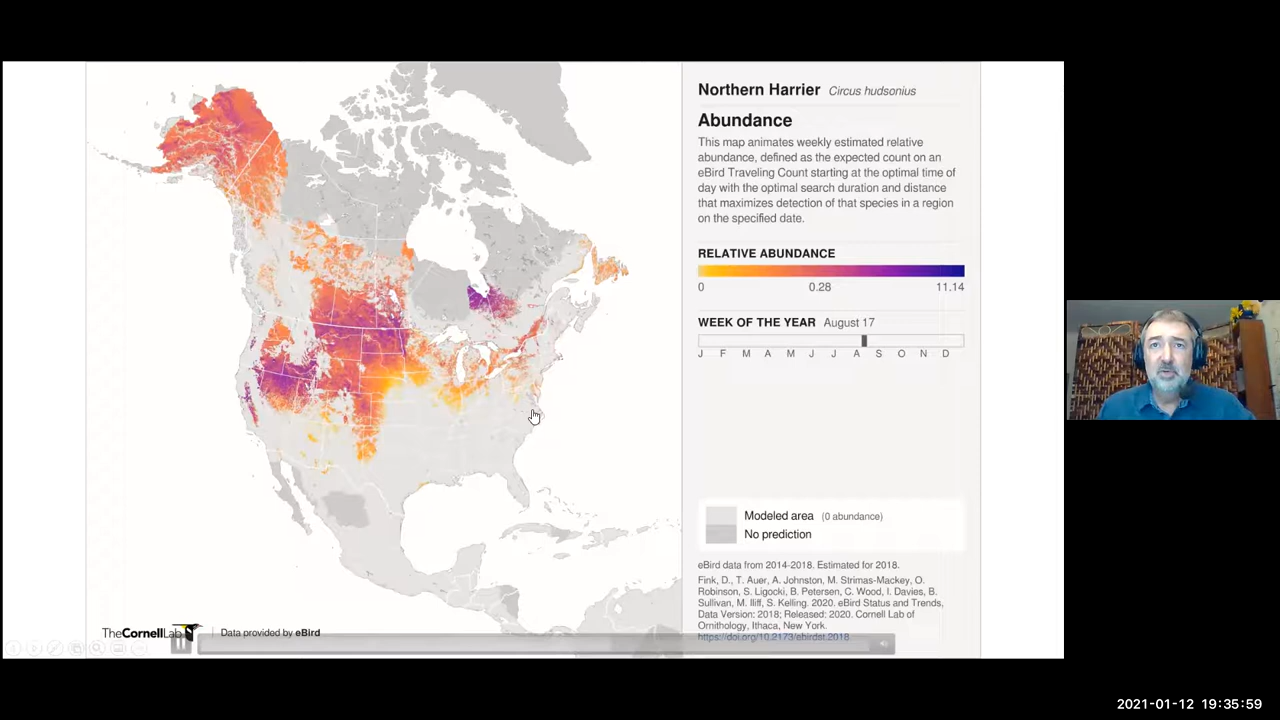 Northern Harrier Circus hudsonius
Abundance
This map animates weekly estimated relative
abundance, defined as the expected count on an
eBird Traveling Count starting at the optimal time of
day with the optimal search duration and distance
that maximizes detection of that species in a region
on the specified date.
RELATIVE ABUNDANCE
0 0.28 11.14
WEEK OF THE YEAR August 17
J F M A M J J A S O N D
Modeled area (0 abundance)
No prediction
eBird data from 2014-2018. Estimated for 2018.
Fink, D., T. Auer, A. Johnston, M. Strimas-Mackey, O.
Robinson, S. Ligocki, B. Petersen, C. Wood, I. Davies, B.
Sullivan, M. Iliff, S. Kelling. 2020. eBird Status and Trends,
Data Version: 2018; Released: 2020. Cornell Lab of
Ornithology, Ithaca, New York.
https://doi.org/10.2173/ebirdst.2018
TheCornellLab Data provided by eBird
2021-01-12 19:35:59